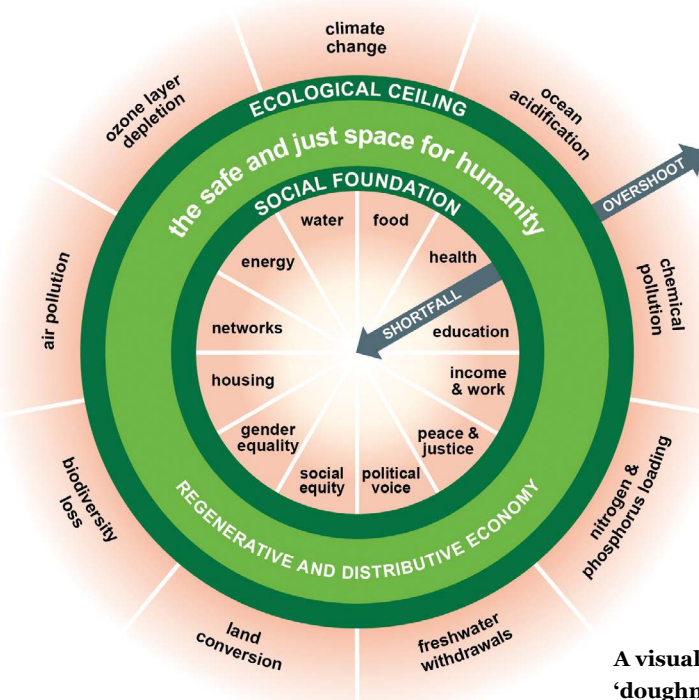 climate
change
ocean
acidification
chemical
pollution
nitrogen &
phosphorus loading
freshwater
withdrawals
land
conversion
biodiversity
loss
air pollution
ozone layer
depletion
ECOLOGICAL CEILING
the safe and just space for humanity
SOCIAL FOUNDATION
OVERSHOOT
SHORTFALL
water
food
health
education
income
& work
peace &
justice
political
voice
social
equity
gender
equality
housing
networks
energy
REGENERATIVE AND DISTRIBUTIVE ECONOMY
A visual